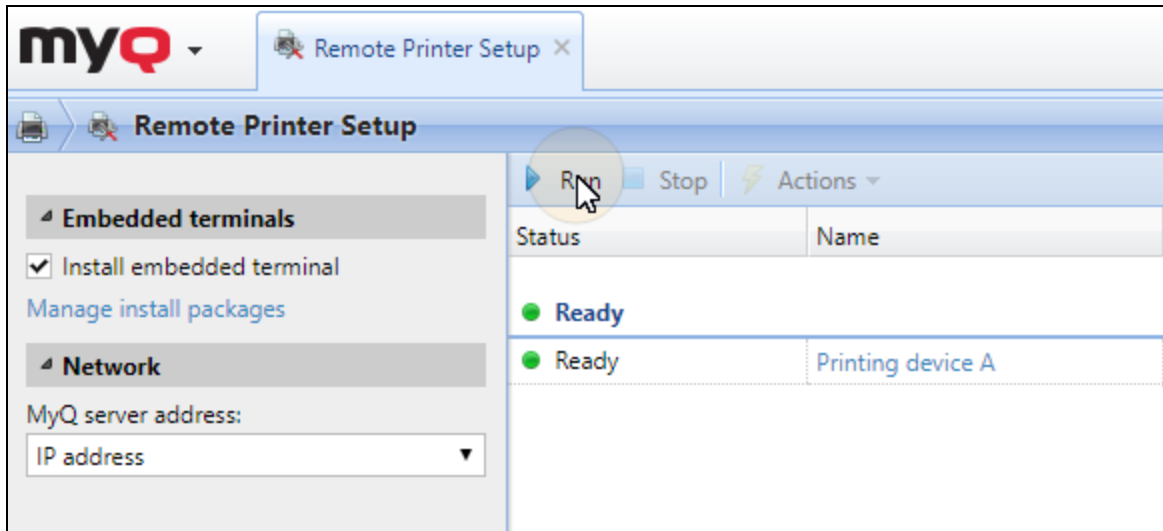 myQ
Remote Printer Setup
Remote Printer Setup
Embedded terminals
Install embedded terminal
Manage install packages
Network
MyQ server address:
IP address
Run Stop Actions
Status Name
Ready
Ready Printing device A